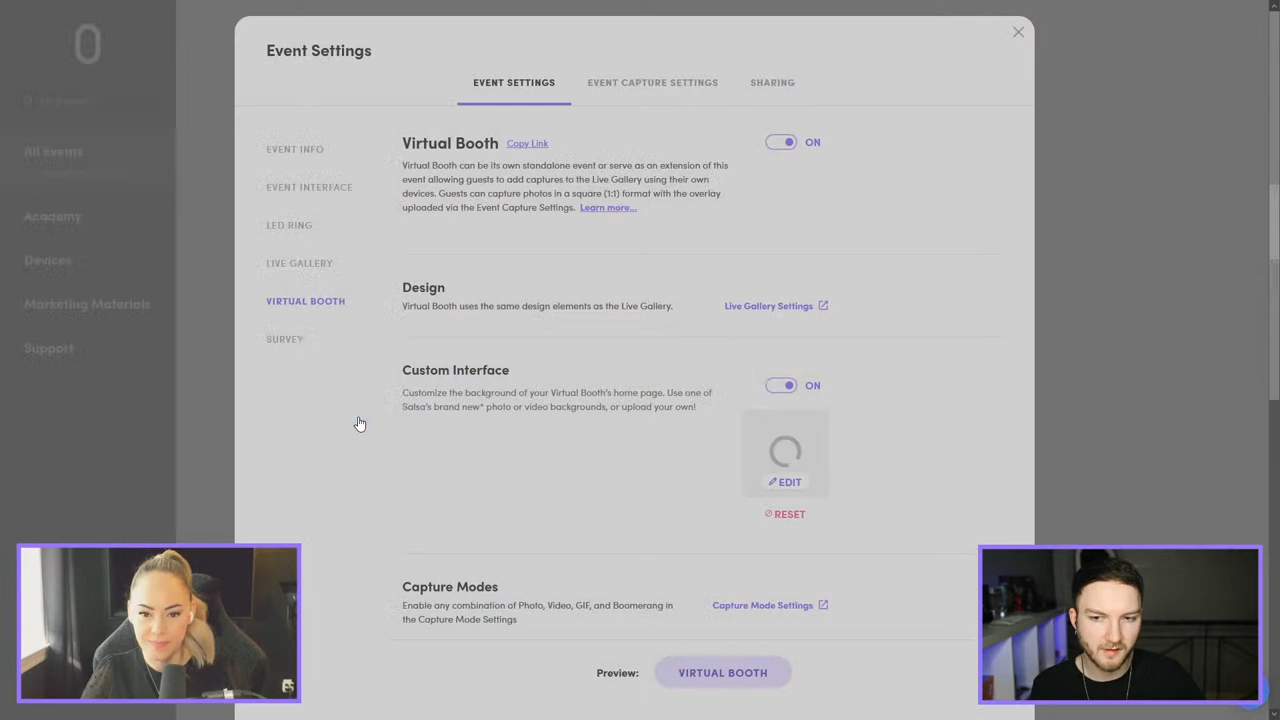 Event Settings
EVENT SETTINGS
EVENT CAPTURE SETTINGS
SHARING
All Events
Academy
Devices
Marketing Materials
Support
EVENT INFO
EVENT INTERFACE
LED RING
LIVE GALLERY
VIRTUAL BOOTH
SURVEY
Virtual Booth Copy Link
ON
Virtual Booth can be its own standalone event or serve as an extension of this
event allowing guests to add captures to the Live Gallery using their own
devices. Guests can capture photos in a square (1:1) format with the overlay
uploaded via the Event Capture Settings. Learn more...
Design
Virtual Booth uses the same design elements as the Live Gallery.
Live Gallery Settings
Custom Interface
ON
Customize the background of your Virtual Booth's home page. Use one of
Salsa's brand new* photo or video backgrounds, or upload your own!
EDIT
RESET
Capture Modes
Enable any combination of Photo, Video, GIF, and Boomerang in
the Capture Mode Settings
Capture Mode Settings
Preview:
VIRTUAL BOOTH